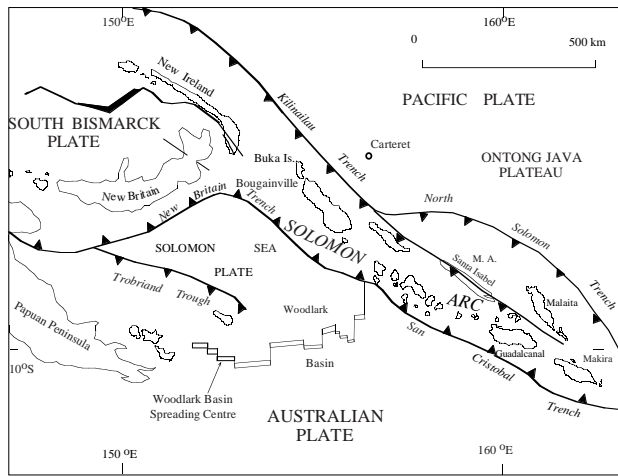 150°E
160°E
0
500 km
New Ireland
Kilinailau
Trench
PACIFIC PLATE
SOUTH BISMARCK
PLATE
Carteret
ONTONG JAVA
PLATEAU
Buka Is.
Bougainville
New Britain
New Britain Trench
North Solomon Trench
SOLOMON
ARC
SOLOMON
SEA
PLATE
M. A.
Santa Isabel
Malaita
Trobriand
Trough
Woodlark
Basin
Papuan Peninsula
San
Cristobal
Trench
Guadalcanal
Makira
10°S
Woodlark Basin
Spreading Centre
AUSTRALIAN
PLATE
150°E
160°E